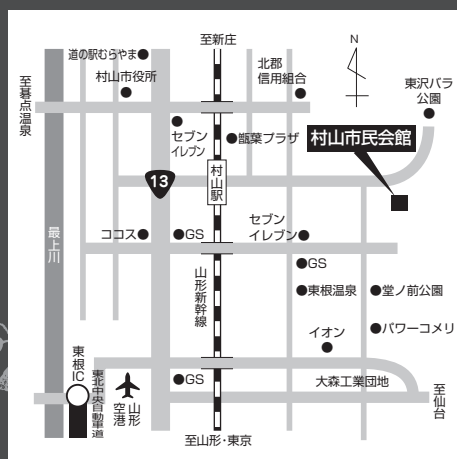 至新庄
N
道の駅むらやま
村山市役所
北郡
信用組合
東沢バラ
公園
至碁点温泉
セブン
イレブン
甑葉プラザ
村山市民会館
13
村山駅
ココス
GS
セブン
イレブン
最上川
山形新幹線
GS
東根温泉
堂ノ前公園
イオン
パワーコメリ
東根IC
東北中央自動車道
山形
空港
GS
大森工業団地
至仙台
至山形・東京